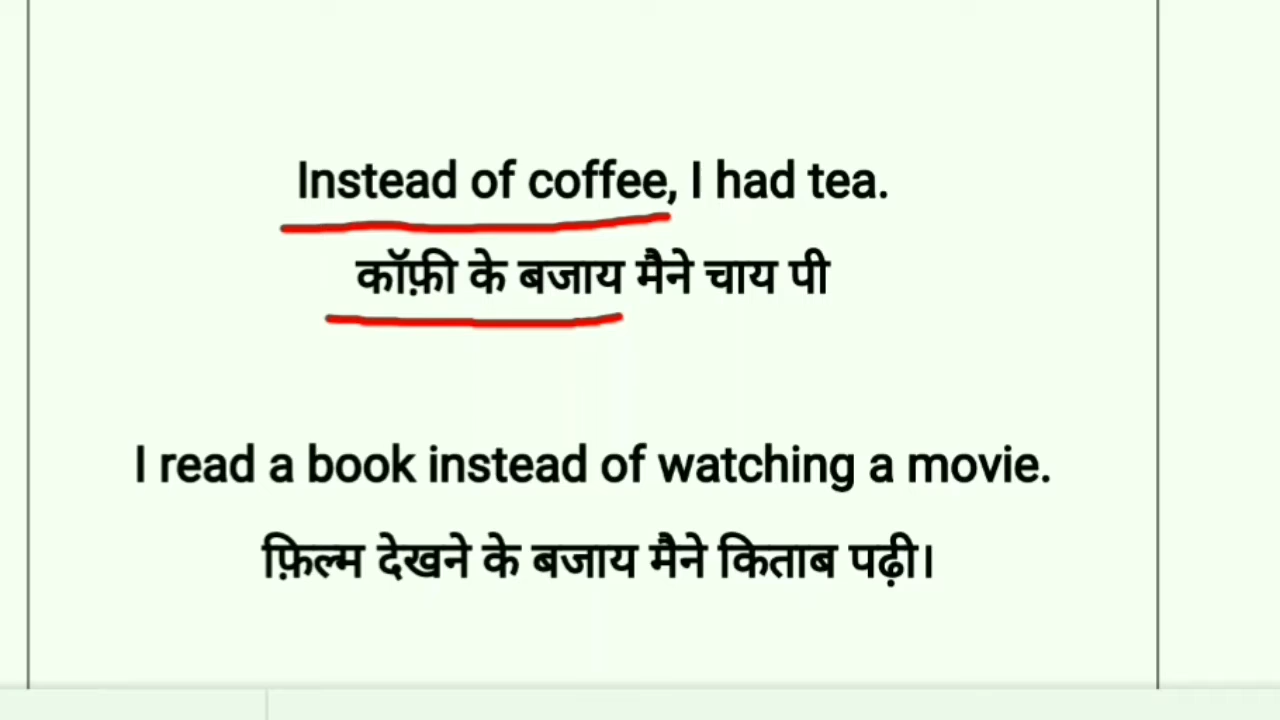 Instead of coffee, I had tea.
कॉफ़ी के बजाय मैने चाय पी
I read a book instead of watching a movie.
फ़िल्म देखने के बजाय मैने किताब पढ़ी।